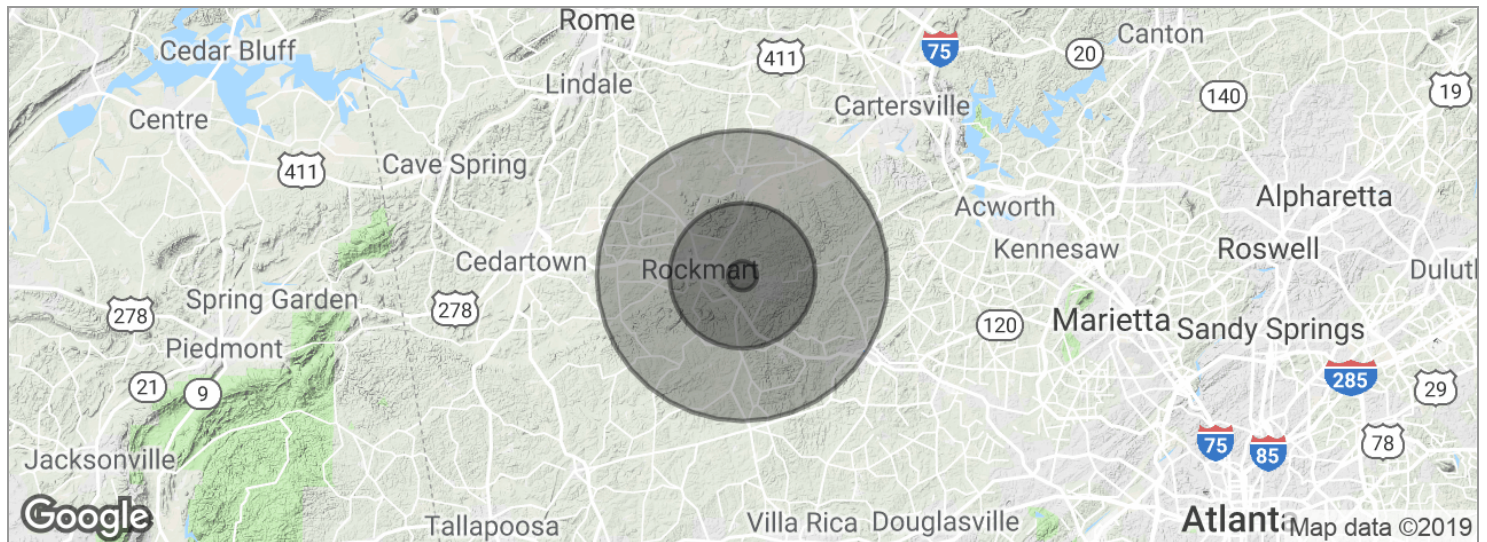 Rome
Canton
Cedar Bluff
75
20
411
Lindale
140
19
Cartersville
Centre
411
Cave Spring
Alpharetta
Acworth
Kennesaw
Roswell
Cedartown
Rockmart
Dulut
Spring Garden
278
278
120
Marietta
Sandy Springs
Piedmont
285
21
9
29
75
85
78
Jacksonville
Google
Tallapoosa
Villa Rica
Douglasville
Atlanta
Map data ©2019